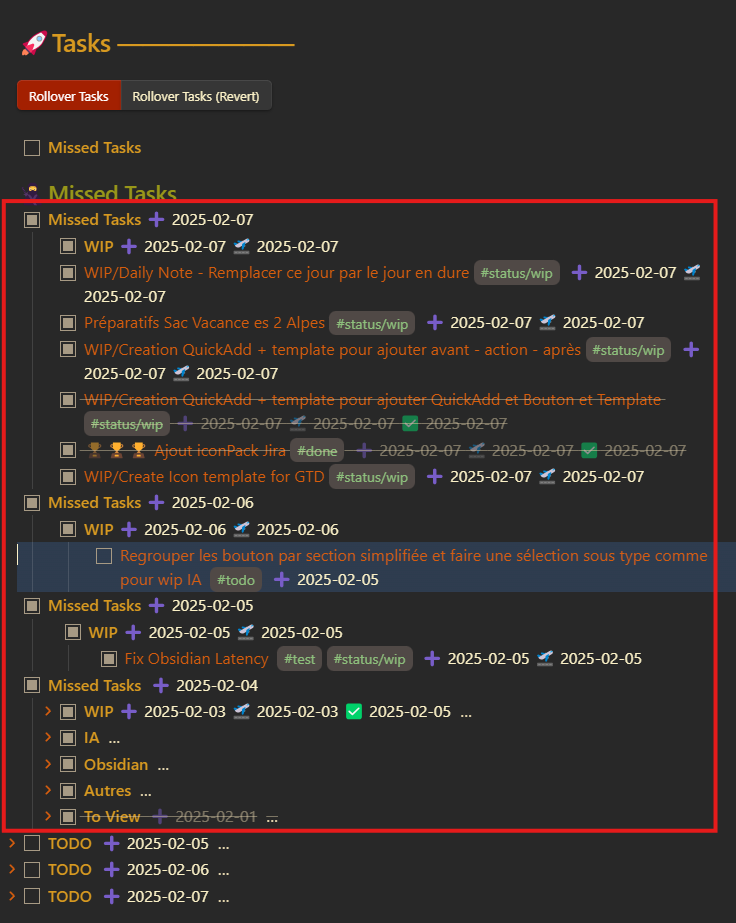 Tasks
Rollover Tasks Rollover Tasks (Revert)
Missed Tasks
Missed Tasks
Missed Tasks ➕ 2025-02-07
WIP ➕ 2025-02-07 🛫 2025-02-07
WIP/Daily Note - Remplacer ce jour par le jour en dure #status/wip ➕ 2025-02-07 🛫
2025-02-07
Préparatifs Sac Vacance es 2 Alpes #status/wip ➕ 2025-02-07 🛫 2025-02-07
WIP/Creation QuickAdd + template pour ajouter avant - action - après #status/wip ➕
2025-02-07 🛫 2025-02-07
WIP/Creation QuickAdd + template pour ajouter QuickAdd et Bouton et Template
#status/wip ➕ 2025-02-07 🛫 2025-02-07 ✅ 2025-02-07
🏆 🏆 🏆 Ajout iconPack Jira #done ➕ 2025-02-07 🛫 2025-02-07 ✅ 2025-02-07
WIP/Create Icon template for GTD #status/wip ➕ 2025-02-07 🛫 2025-02-07
Missed Tasks ➕ 2025-02-06
WIP ➕ 2025-02-06 🛫 2025-02-06
Regrouper les bouton par section simplifiée et faire une sélection sous type comme
pour wip IA #todo ➕ 2025-02-05
Missed Tasks ➕ 2025-02-05
WIP ➕ 2025-02-05 🛫 2025-02-05
Fix Obsidian Latency #test #status/wip ➕ 2025-02-05 🛫 2025-02-05
Missed Tasks ➕ 2025-02-04
WIP ➕ 2025-02-03 🛫 2025-02-03 ✅ 2025-02-05 ...
IA ...
Obsidian ...
Autres ...
To View ➕ 2025-02-01 ...
TODO ➕ 2025-02-05 ...
TODO ➕ 2025-02-06 ...
TODO ➕ 2025-02-07 ...